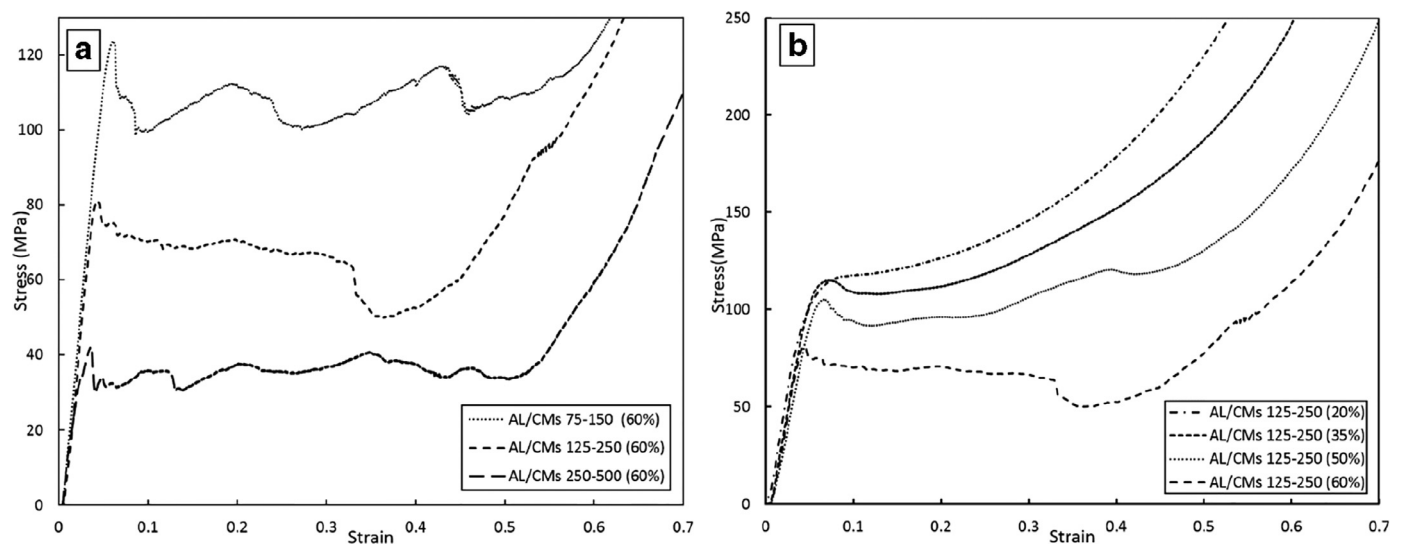 a
120
100
80
60
40
20
0
Stress (MPa)
0 0.1 0.2 0.3 0.4 0.5 0.6 0.7
Strain
AL/CMs 75-150 (60%)
AL/CMs 125-250 (60%)
AL/CMs 250-500 (60%)
b
250
200
150
100
50
0
Stress(MPa)
0 0.1 0.2 0.3 0.4 0.5 0.6 0.7
Strain
AL/CMs 125-250 (20%)
AL/CMs 125-250 (35%)
AL/CMs 125-250 (50%)
AL/CMs 125-250 (60%)